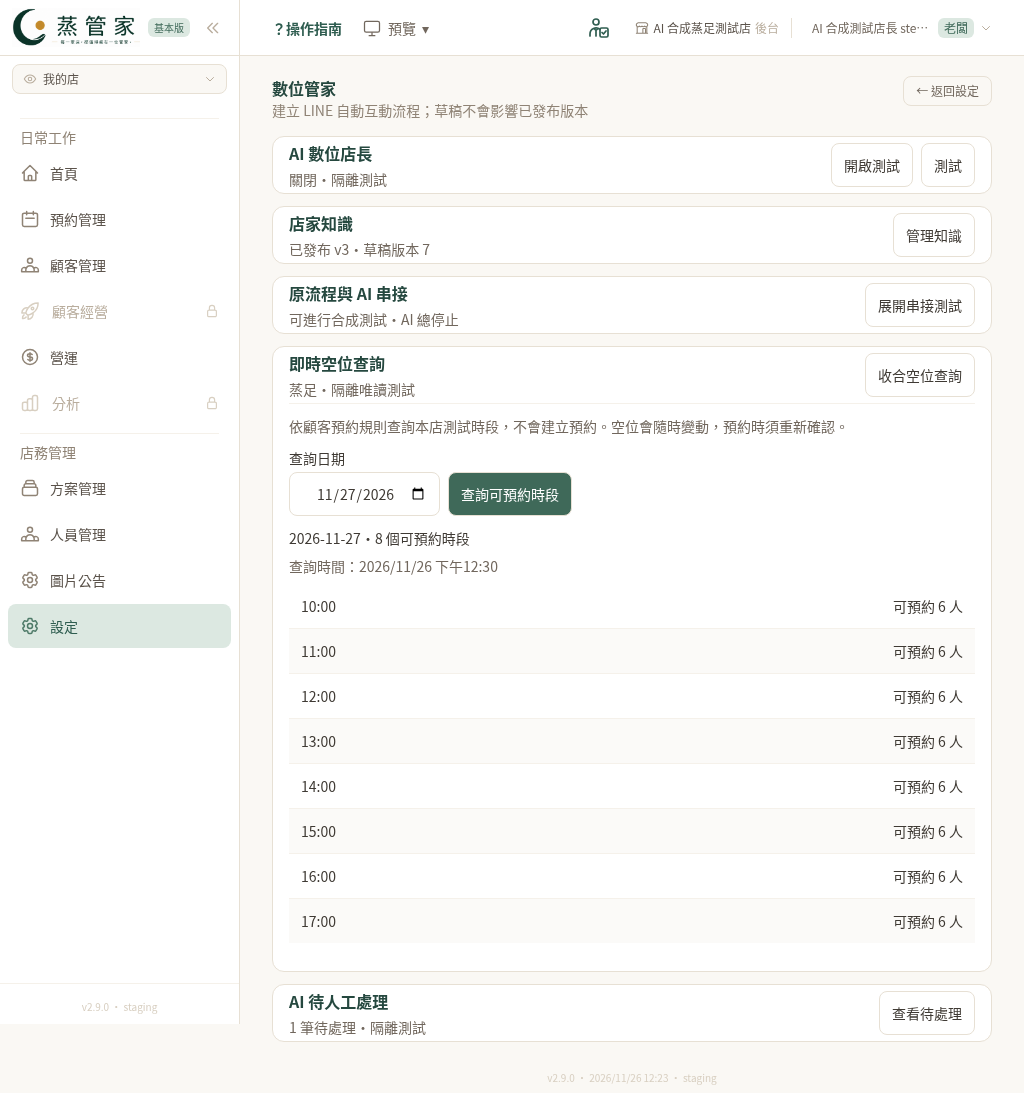 蒸管家
基本版
我的店
日常工作
首頁
預約管理
顧客管理
顧客經營
營運
分析
店務管理
方案管理
人員管理
圖片公告
設定
v2.9.0 • staging
? 操作指南
預覽 ▾
AI 合成蒸足測試店 後台
AI 合成測試店長 ste…
老闆
數位管家
建立 LINE 自動互動流程；草稿不會影響已發布版本
← 返回設定
AI 數位店長
關閉・隔離測試
開啟測試
測試
店家知識
已發布 v3・草稿版本 7
管理知識
原流程與 AI 串接
可進行合成測試・AI 總停止
展開串接測試
即時空位查詢
蒸足・隔離唯讀測試
收合空位查詢
依顧客預約規則查詢本店測試時段，不會建立預約。空位會隨時變動，預約時須重新確認。
查詢日期
11/27/2026
查詢可預約時段
2026-11-27・8 個可預約時段
查詢時間：2026/11/26 下午12:30
10:00 可預約 6 人
11:00 可預約 6 人
12:00 可預約 6 人
13:00 可預約 6 人
14:00 可預約 6 人
15:00 可預約 6 人
16:00 可預約 6 人
17:00 可預約 6 人
AI 待人工處理
1 筆待處理・隔離測試
查看待處理
v2.9.0 • 2026/11/26 12:23 • staging